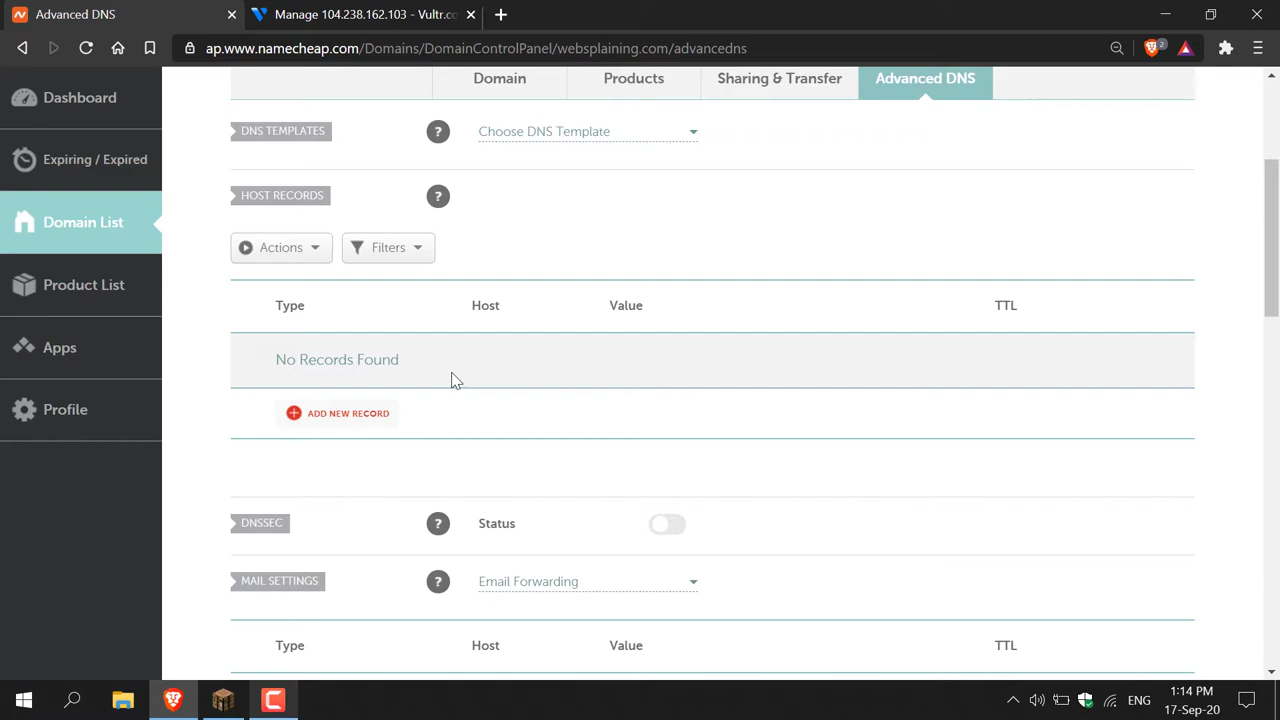 Advanced DNS
Manage 104.238.162.103 - Vultr.co
ap.www.namecheap.com/Domains/DomainControlPanel/websplaining.com/advancedns
2
Dashboard
Expiring / Expired
Domain List
Product List
Apps
Profile
Domain
Products
Sharing & Transfer
Advanced DNS
DNS TEMPLATES
?
Choose DNS Template
HOST RECORDS
?
Actions
Filters
Type Host Value TTL
No Records Found
ADD NEW RECORD
DNSSEC
?
Status
MAIL SETTINGS
?
Email Forwarding
Type Host Value TTL
ENG
1:14 PM
17-Sep-20